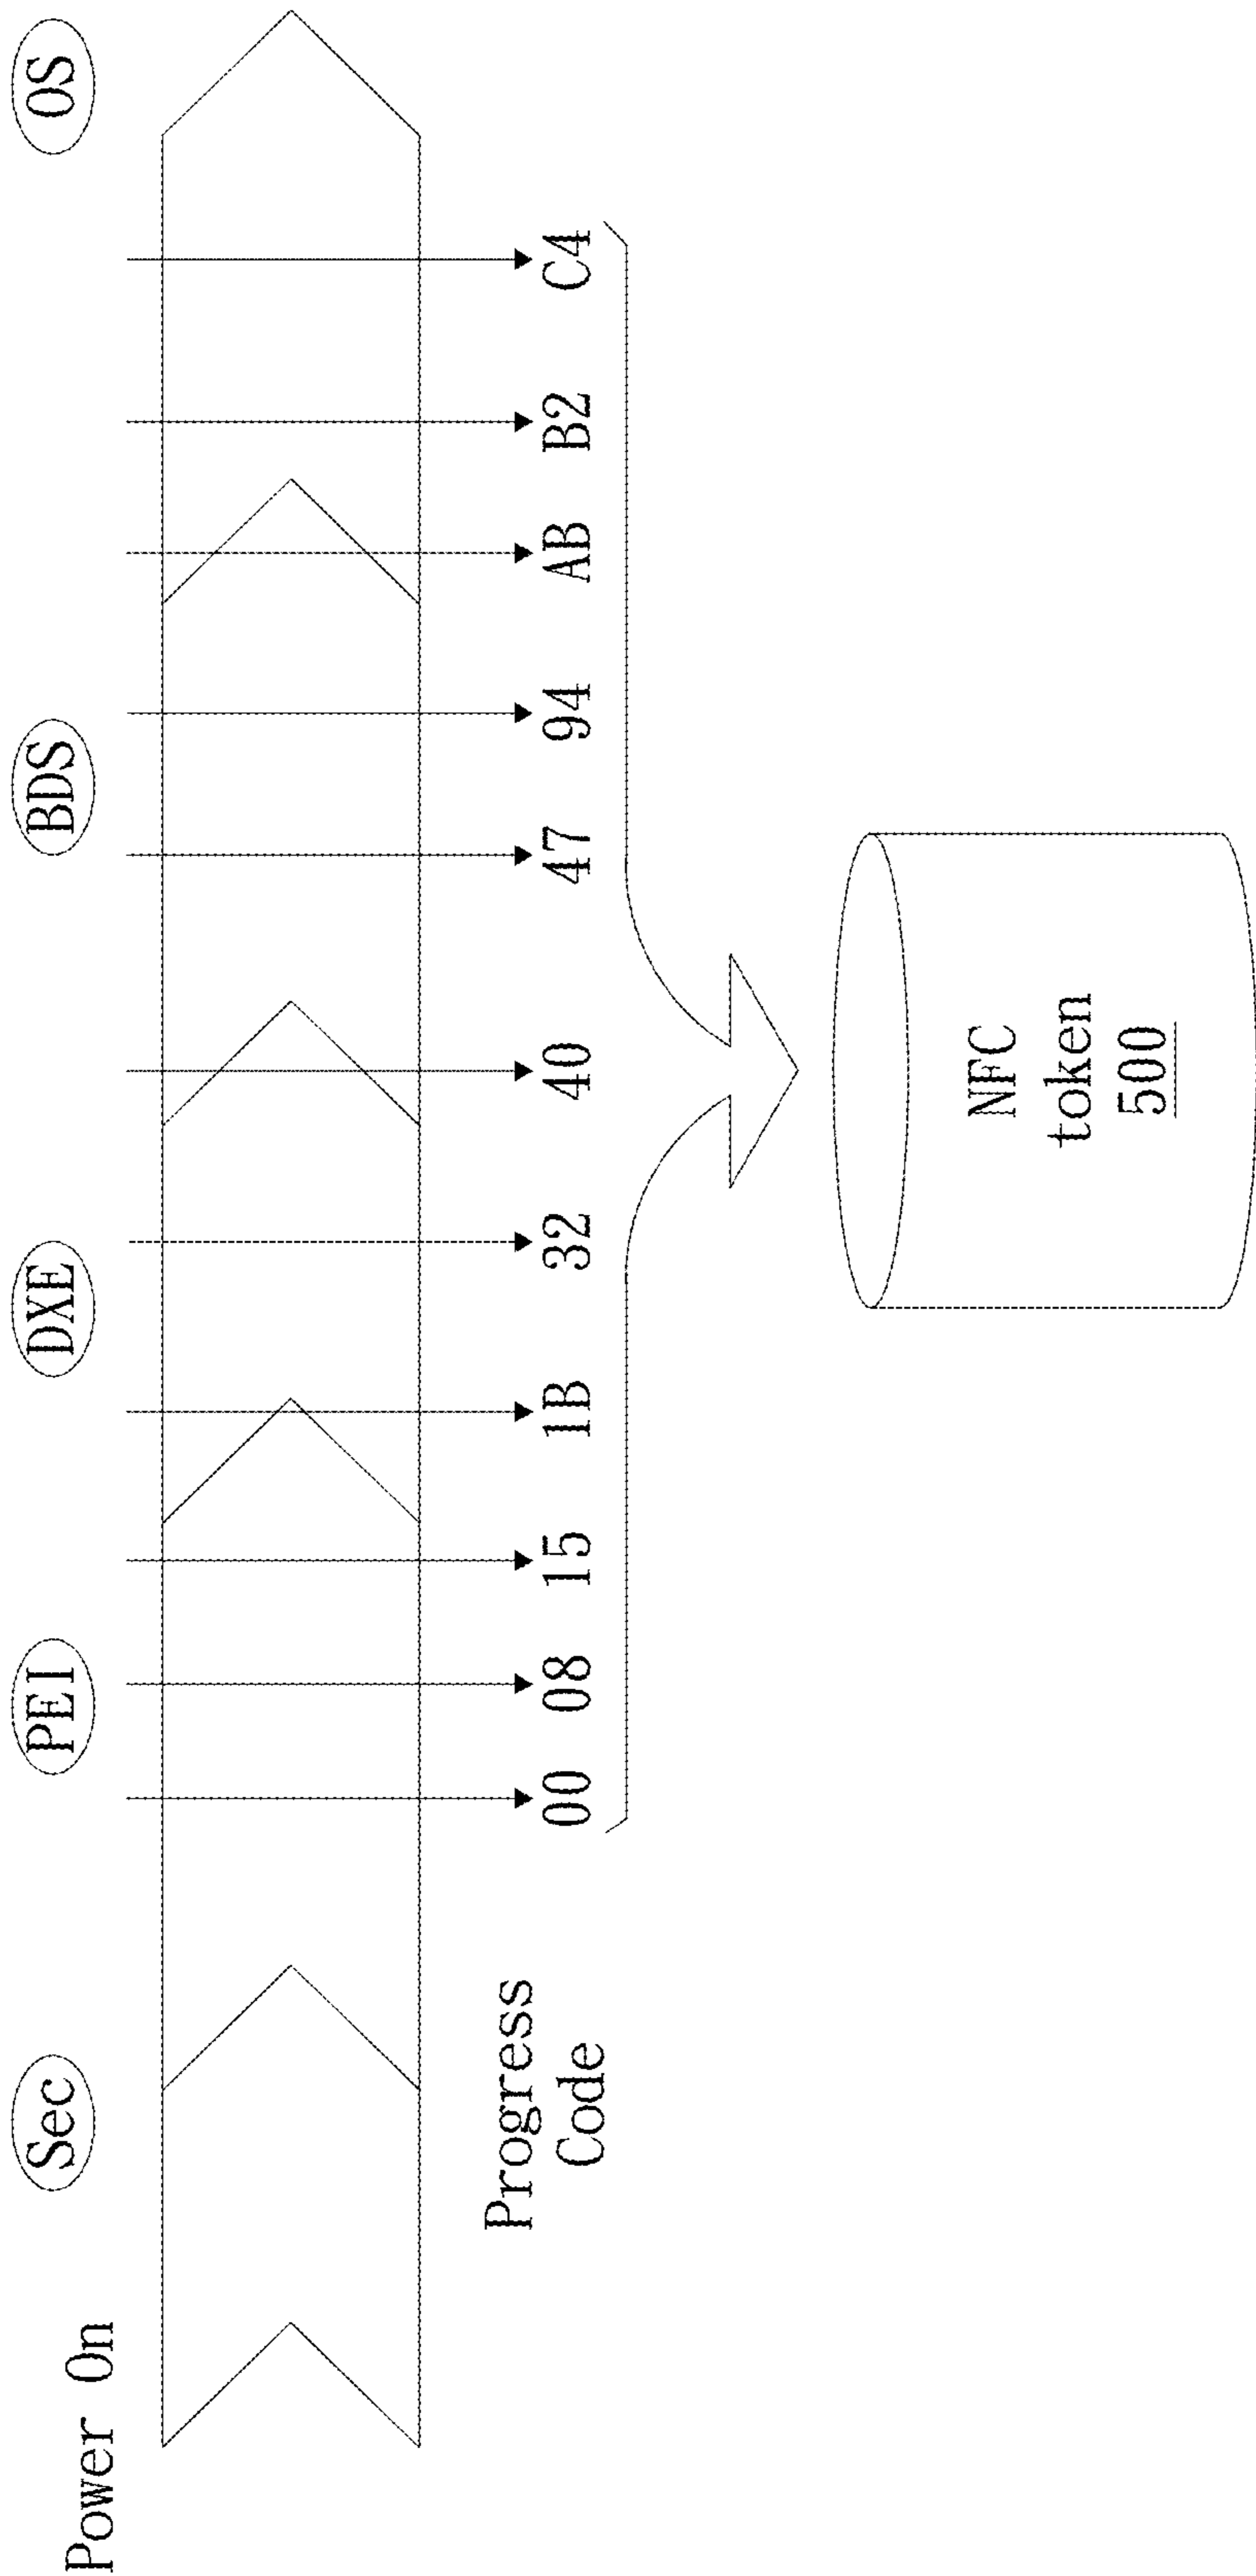 Power On
Sec
PEI
DXE
BDS
OS
Progress
Code
00 08 15 1B 32 40 47 94 AB B2 C4
NFC
token
500